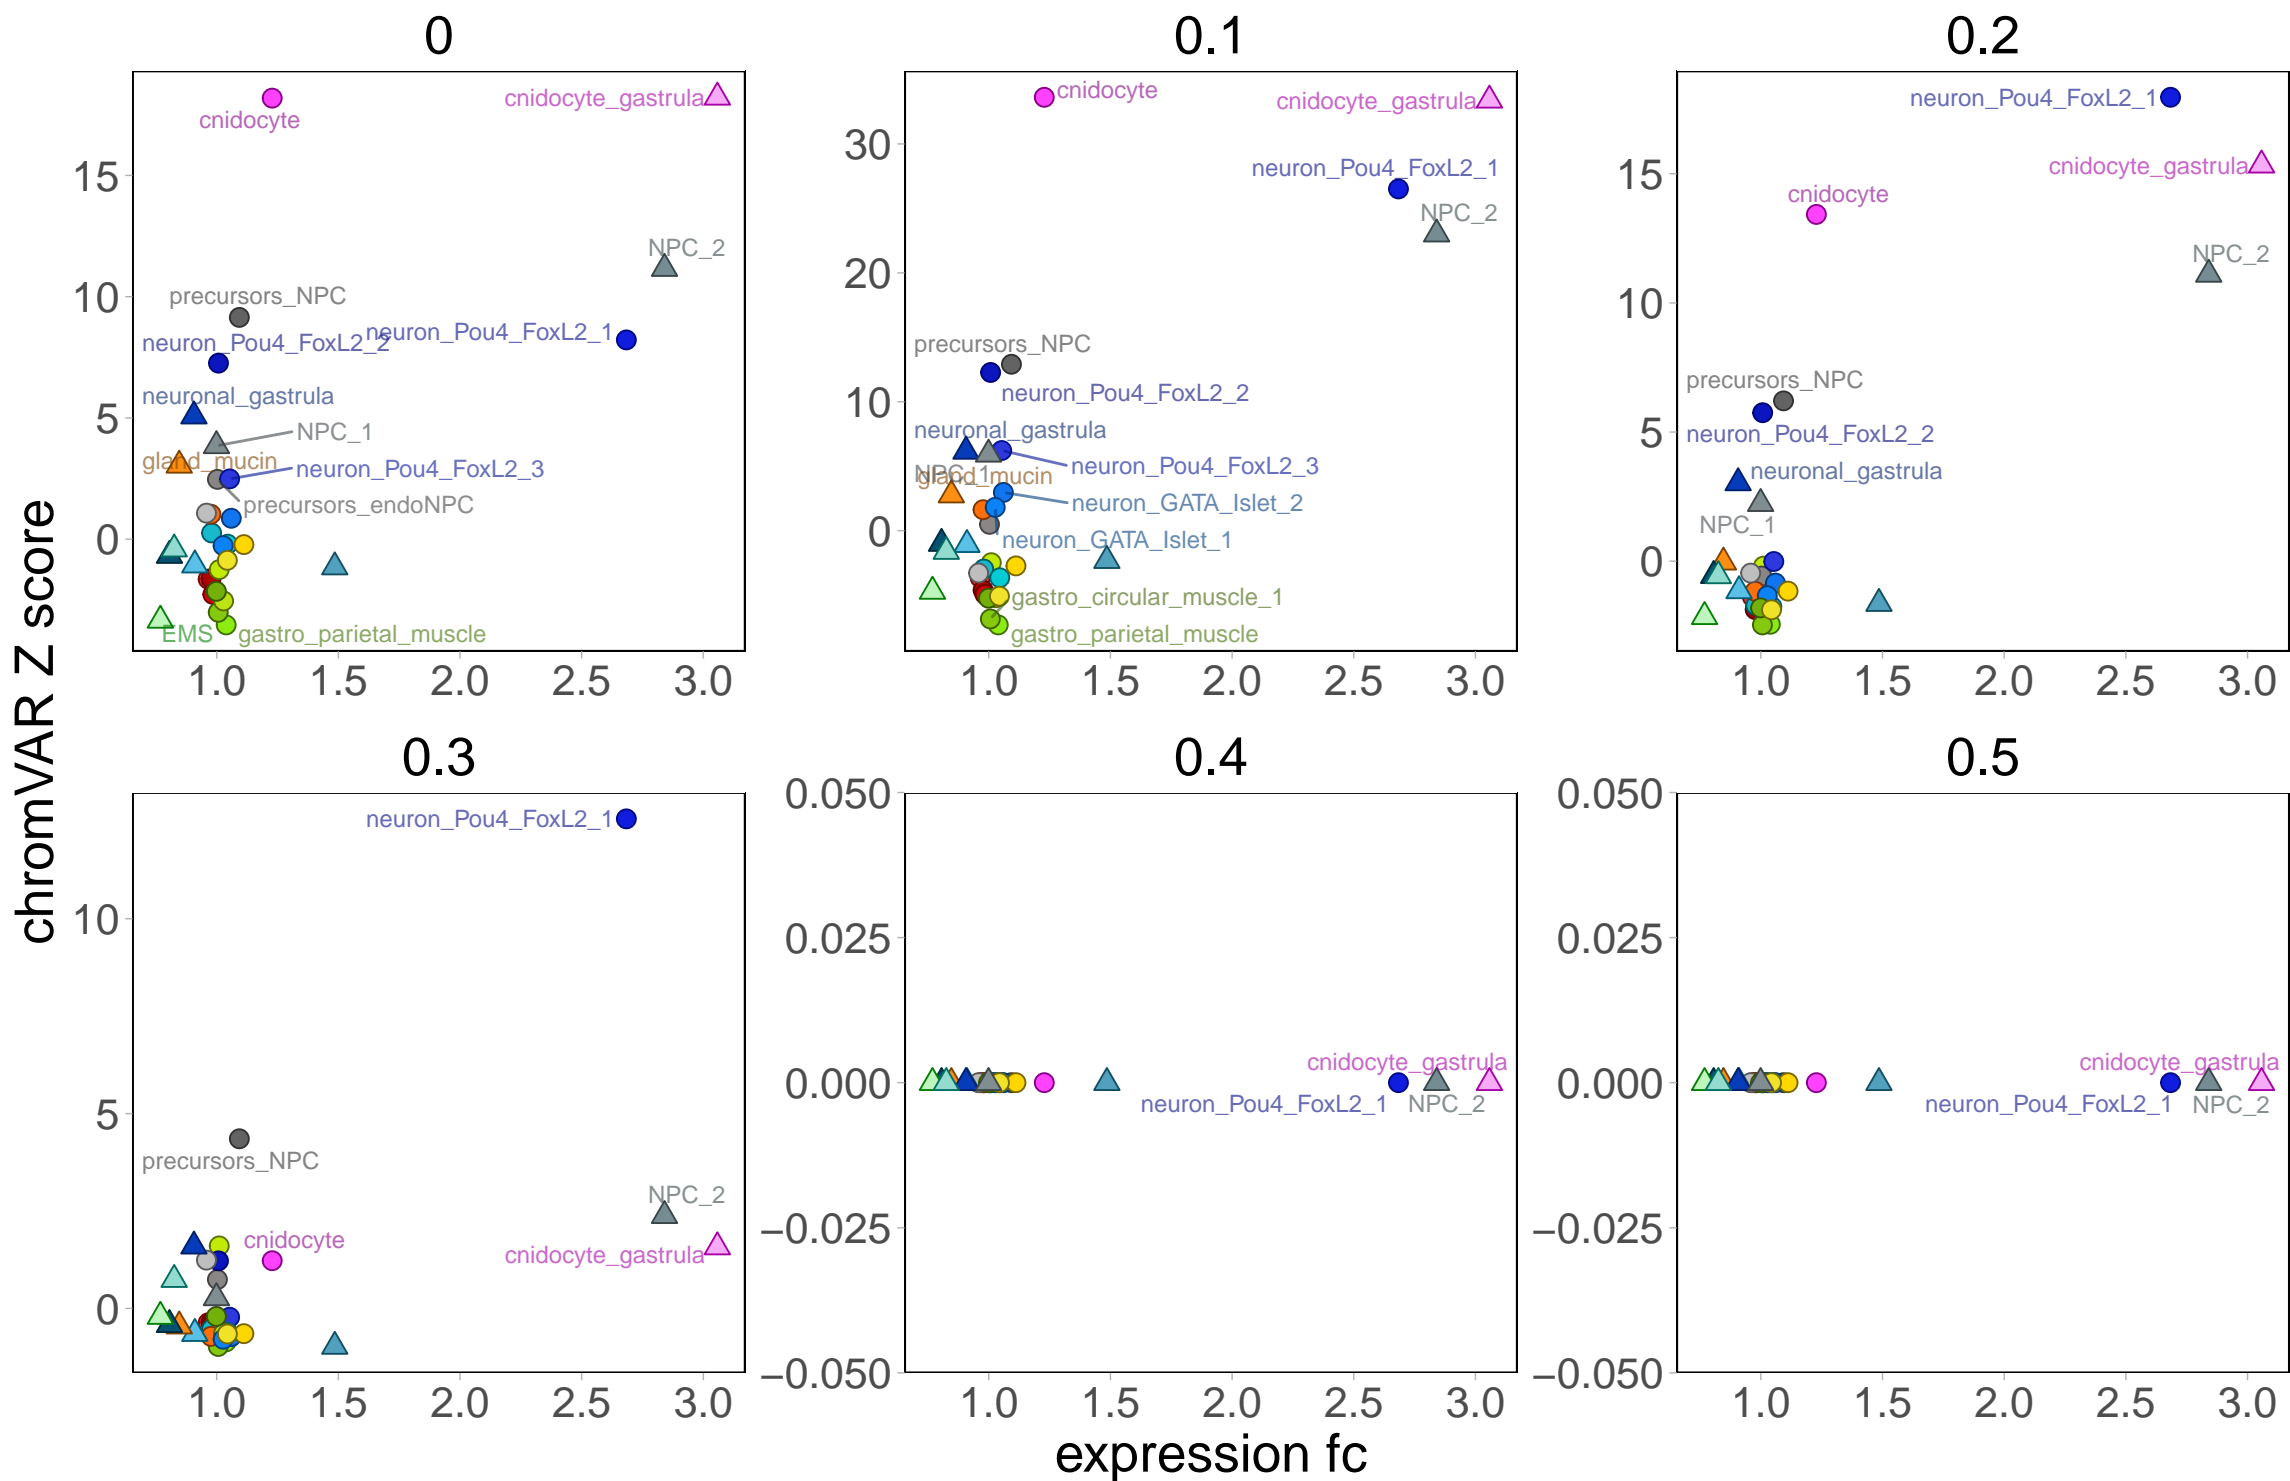 0
0.1
0.2
cnidocyte
cnidocyte_gastrula
NPC_2
precursors_NPC
neuron_Pou4_FoxL2_1
neuron_Pou4_FoxL2_2
neuronal_gastrula
NPC_1
gland_mucin
neuron_Pou4_FoxL2_3
precursors_endoNPC
EMS
gastro_parietal_muscle
15
10
5
0
1.0 1.5 2.0 2.5 3.0
cnidocyte
cnidocyte_gastrula
neuron_Pou4_FoxL2_1
NPC_2
precursors_NPC
neuron_Pou4_FoxL2_2
neuronal_gastrula
neuron_Pou4_FoxL2_3
NPC_1
gland_mucin
neuron_GATA_Islet_2
neuron_GATA_Islet_1
gastro_circular_muscle_1
gastro_parietal_muscle
30
20
10
0
1.0 1.5 2.0 2.5 3.0
neuron_Pou4_FoxL2_1
cnidocyte_gastrula
cnidocyte
NPC_2
precursors_NPC
neuron_Pou4_FoxL2_2
neuronal_gastrula
NPC_1
15
10
5
0
1.0 1.5 2.0 2.5 3.0
chromVAR Z score
0.3
0.4
0.5
neuron_Pou4_FoxL2_1
precursors_NPC
NPC_2
cnidocyte
cnidocyte_gastrula
10
5
0
1.0 1.5 2.0 2.5 3.0
0.050
0.025
0.000
−0.025
−0.050
cnidocyte_gastrula
neuron_Pou4_FoxL2_1
NPC_2
1.0 1.5 2.0 2.5 3.0
0.050
0.025
0.000
−0.025
−0.050
cnidocyte_gastrula
neuron_Pou4_FoxL2_1
NPC_2
1.0 1.5 2.0 2.5 3.0
expression fc